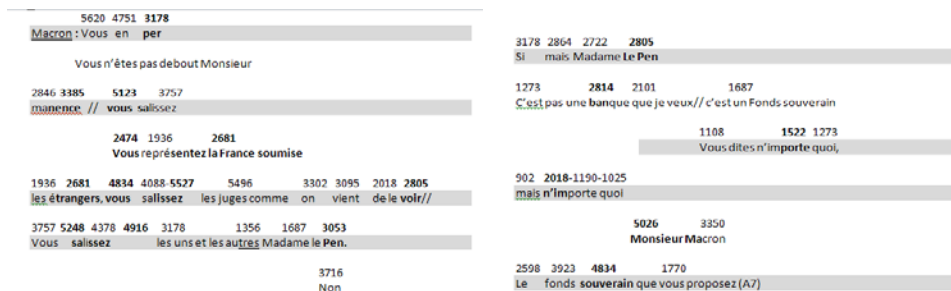 5620 4751 3178
Macron : Vous en per
Vous n'êtes pas debout Monsieur
2846 3385 5123 3757
manence // vous salissez
2474 1936 2681
Vous représentez la France soumise
1936 2681 4834 4088-5527 5496 3302 3095 2018 2805
les étrangers, vous salissez les juges comme on vient de le voir//
3757 5248 4378 4916 3178 1356 1687 3053
Vous salissez les uns et les autres Madame le Pen.
3716
Non
3178 2864 2722 2805
Si mais Madame Le Pen
1273 2814 2101 1687
C'est pas une banque que je veux// c'est un Fonds souverain
1108 1522 1273
Vous dites n'importe quoi,
902 2018-1190-1025
mais n'importe quoi
5026 3350
Monsieur Macron
2598 3923 4834 1770
Le fonds souverain que vous proposez (A7)